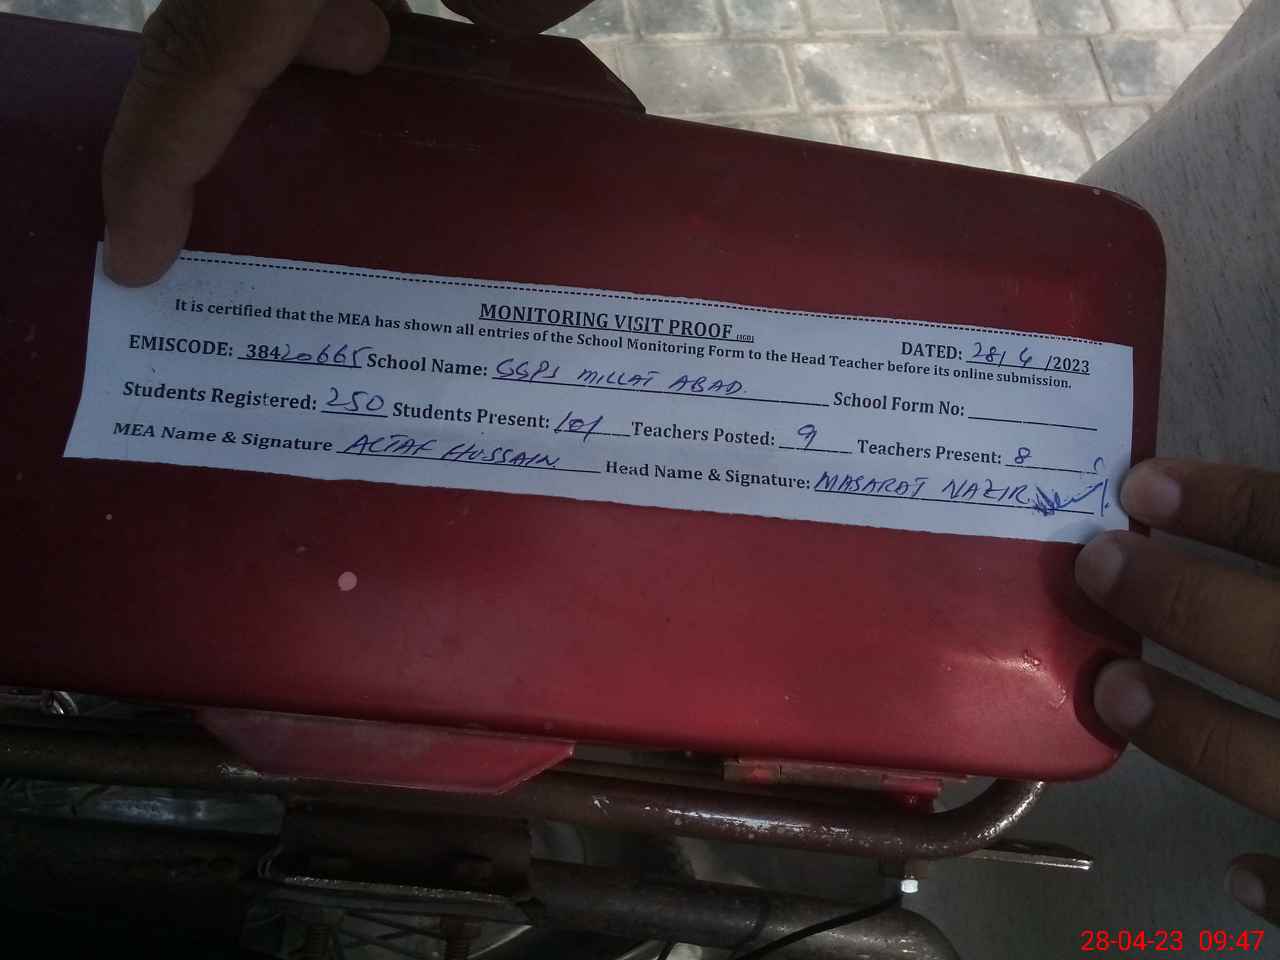 MONITORING VISIT PROOF
DATED: 28/4/2023
It is certified that the MEA has shown all entries of the School Monitoring Form to the Head Teacher before its online submission.
EMISCODE: 38420665 School Name: GGPS MILLAT ABAD. School Form No:
Students Registered: 250 Students Present: 101 Teachers Posted: 9 Teachers Present: 8
MEA Name & Signature ALTAF HUSSAIN Head Name & Signature: MASARAT NAZIR
28-04-23 09:47